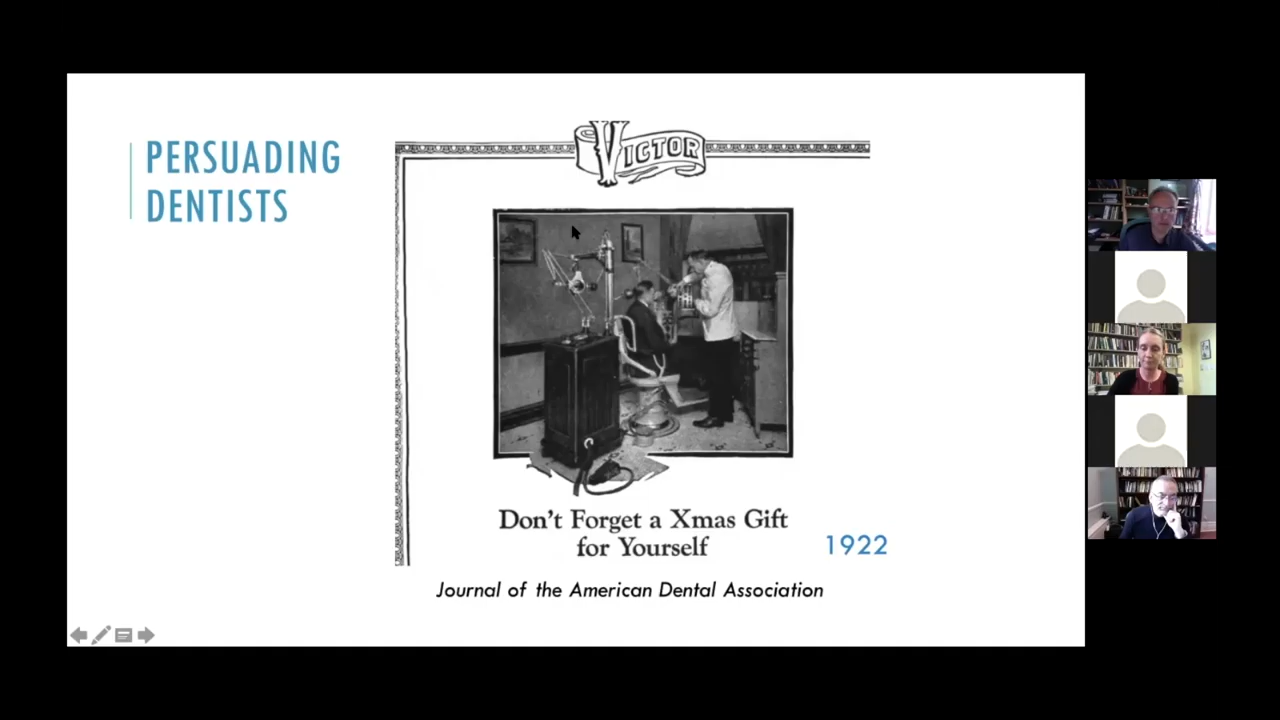 PERSUADING
DENTISTS
VICTOR
Don't Forget a Xmas Gift
for Yourself
1922
Journal of the American Dental Association